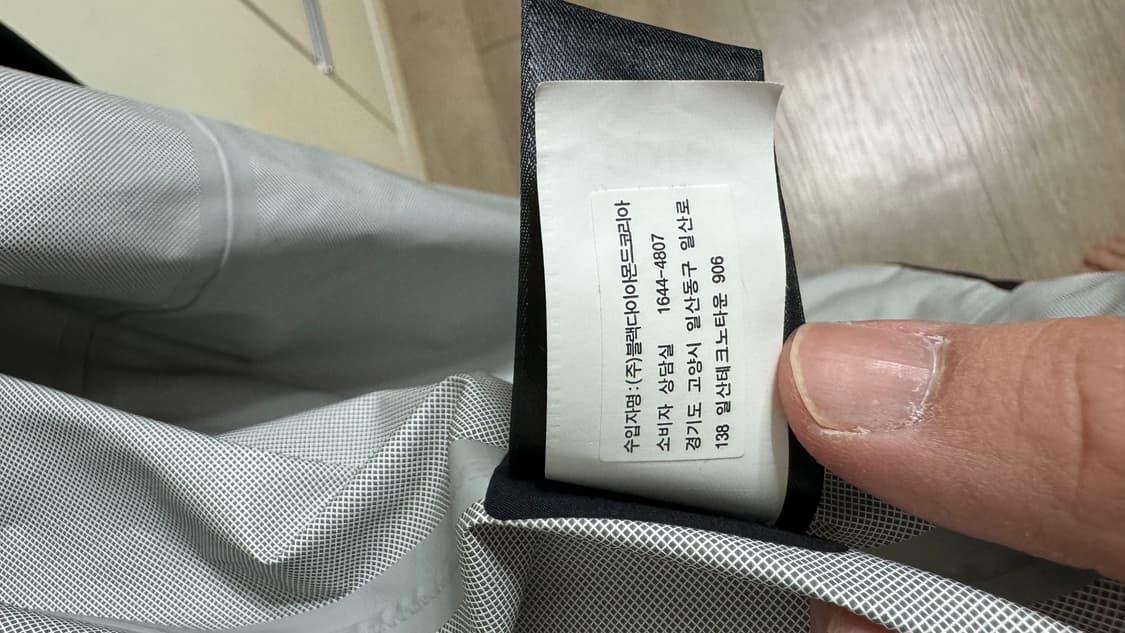 수입자명:(주)블랙다이아몬드코리아
소비자 상담실 1644-4807
경기도 고양시 일산동구 일산로
138 일산테크노타운 906